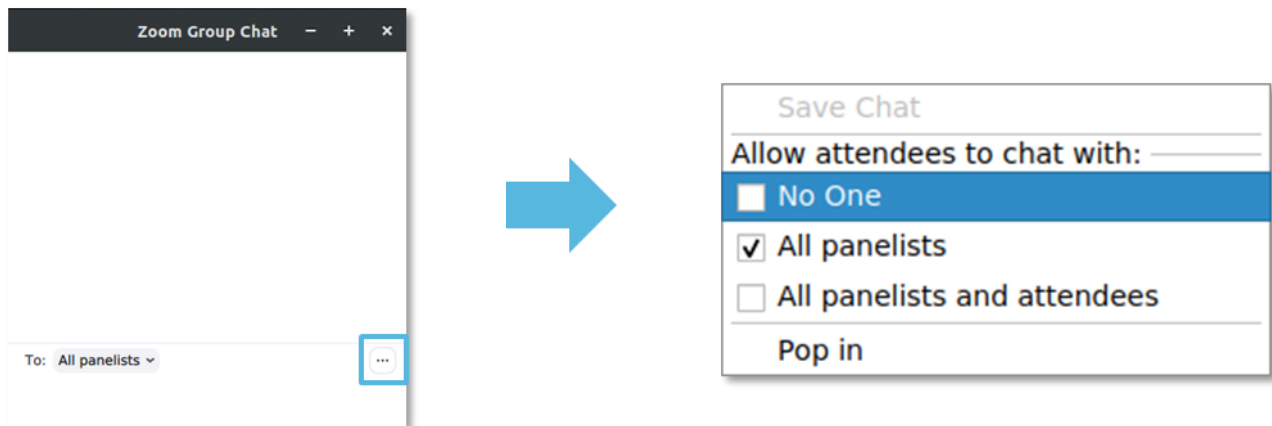 Zoom Group Chat
To: All panelists
Save Chat
Allow attendees to chat with:
No One
All panelists
All panelists and attendees
Pop in